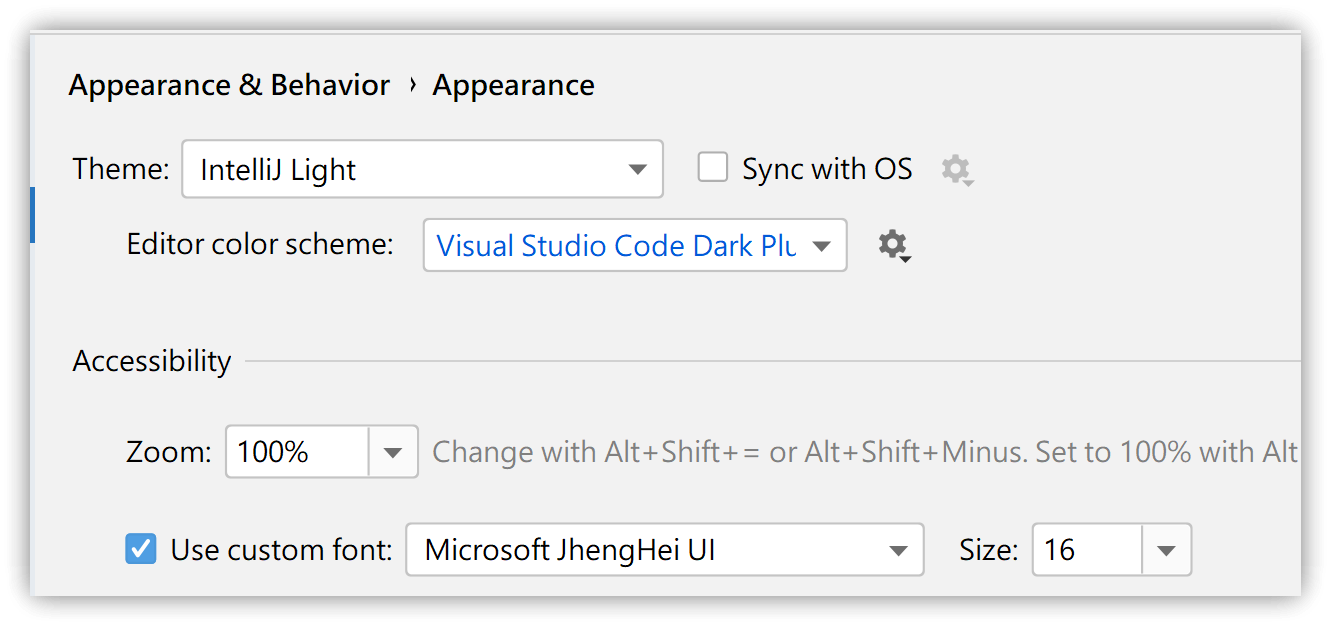 Appearance & Behavior › Appearance
Theme: IntelliJ Light Sync with OS
Editor color scheme: Visual Studio Code Dark Plu
Accessibility
Zoom: 100% Change with Alt+Shift+= or Alt+Shift+Minus. Set to 100% with Alt
Use custom font: Microsoft JhengHei UI Size: 16